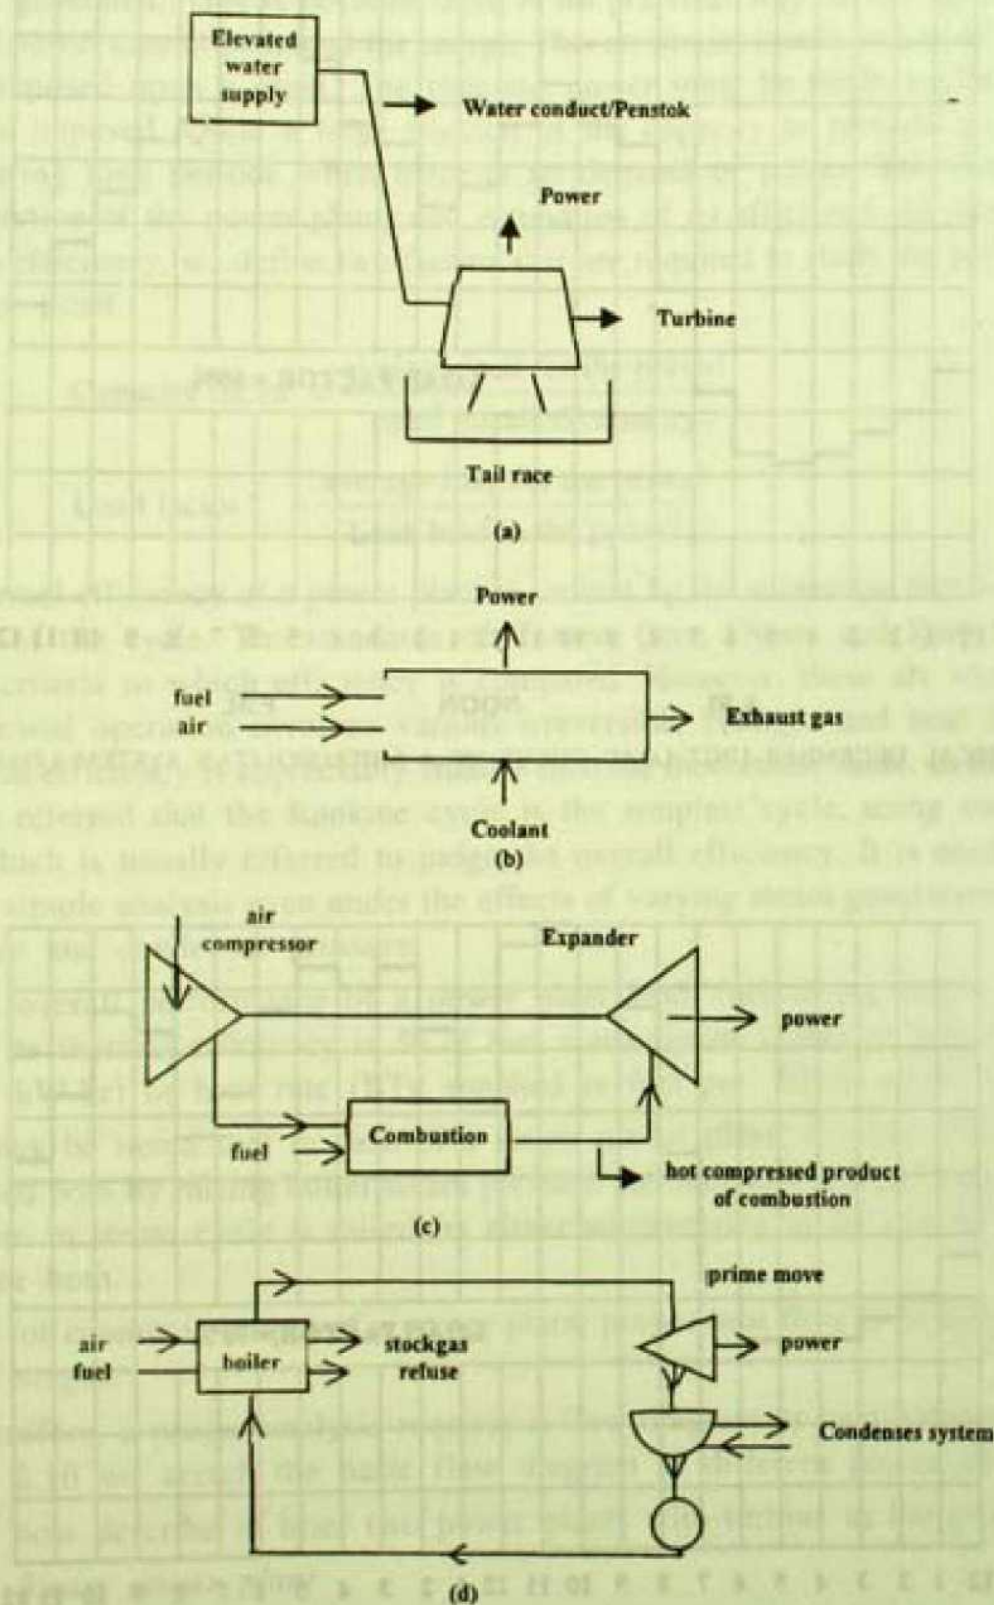 Elevated
water
supply
Water conduct/Penstok
Power
Turbine
Tail race
(a)
Power
fuel
air
Exhaust gas
Coolant
(b)
air
compressor
Expander
power
fuel
Combustion
hot compressed product
of combustion
(c)
prime move
air
fuel
boiler
stockgas
refuse
power
Condenses system
(d)